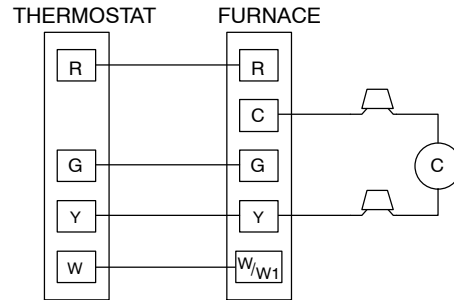 THERMOSTAT FURNACE
R R
C
G G C
Y Y
W W/W1